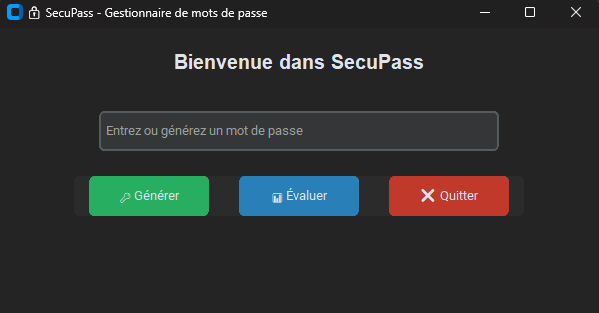 SecuPass - Gestionnaire de mots de passe
Bienvenue dans SecuPass
Entrez ou générez un mot de passe
Générer Évaluer Quitter